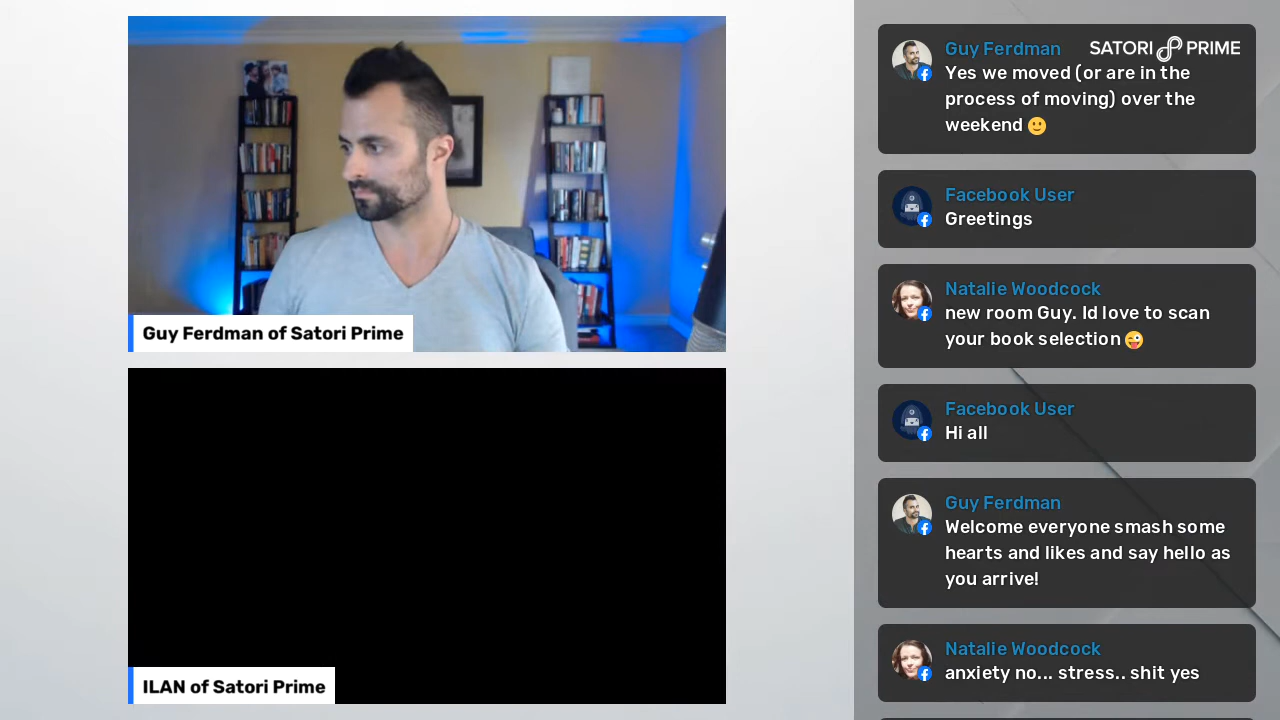 Guy Ferdman of Satori Prime
ILAN of Satori Prime
Guy Ferdman
SATORI PRIME
Yes we moved (or are in the
process of moving) over the
weekend 🙂
Facebook User
Greetings
Natalie Woodcock
new room Guy. Id love to scan
your book selection 😜
Facebook User
Hi all
Guy Ferdman
Welcome everyone smash some
hearts and likes and say hello as
you arrive!
Natalie Woodcock
anxiety no... stress.. shit yes